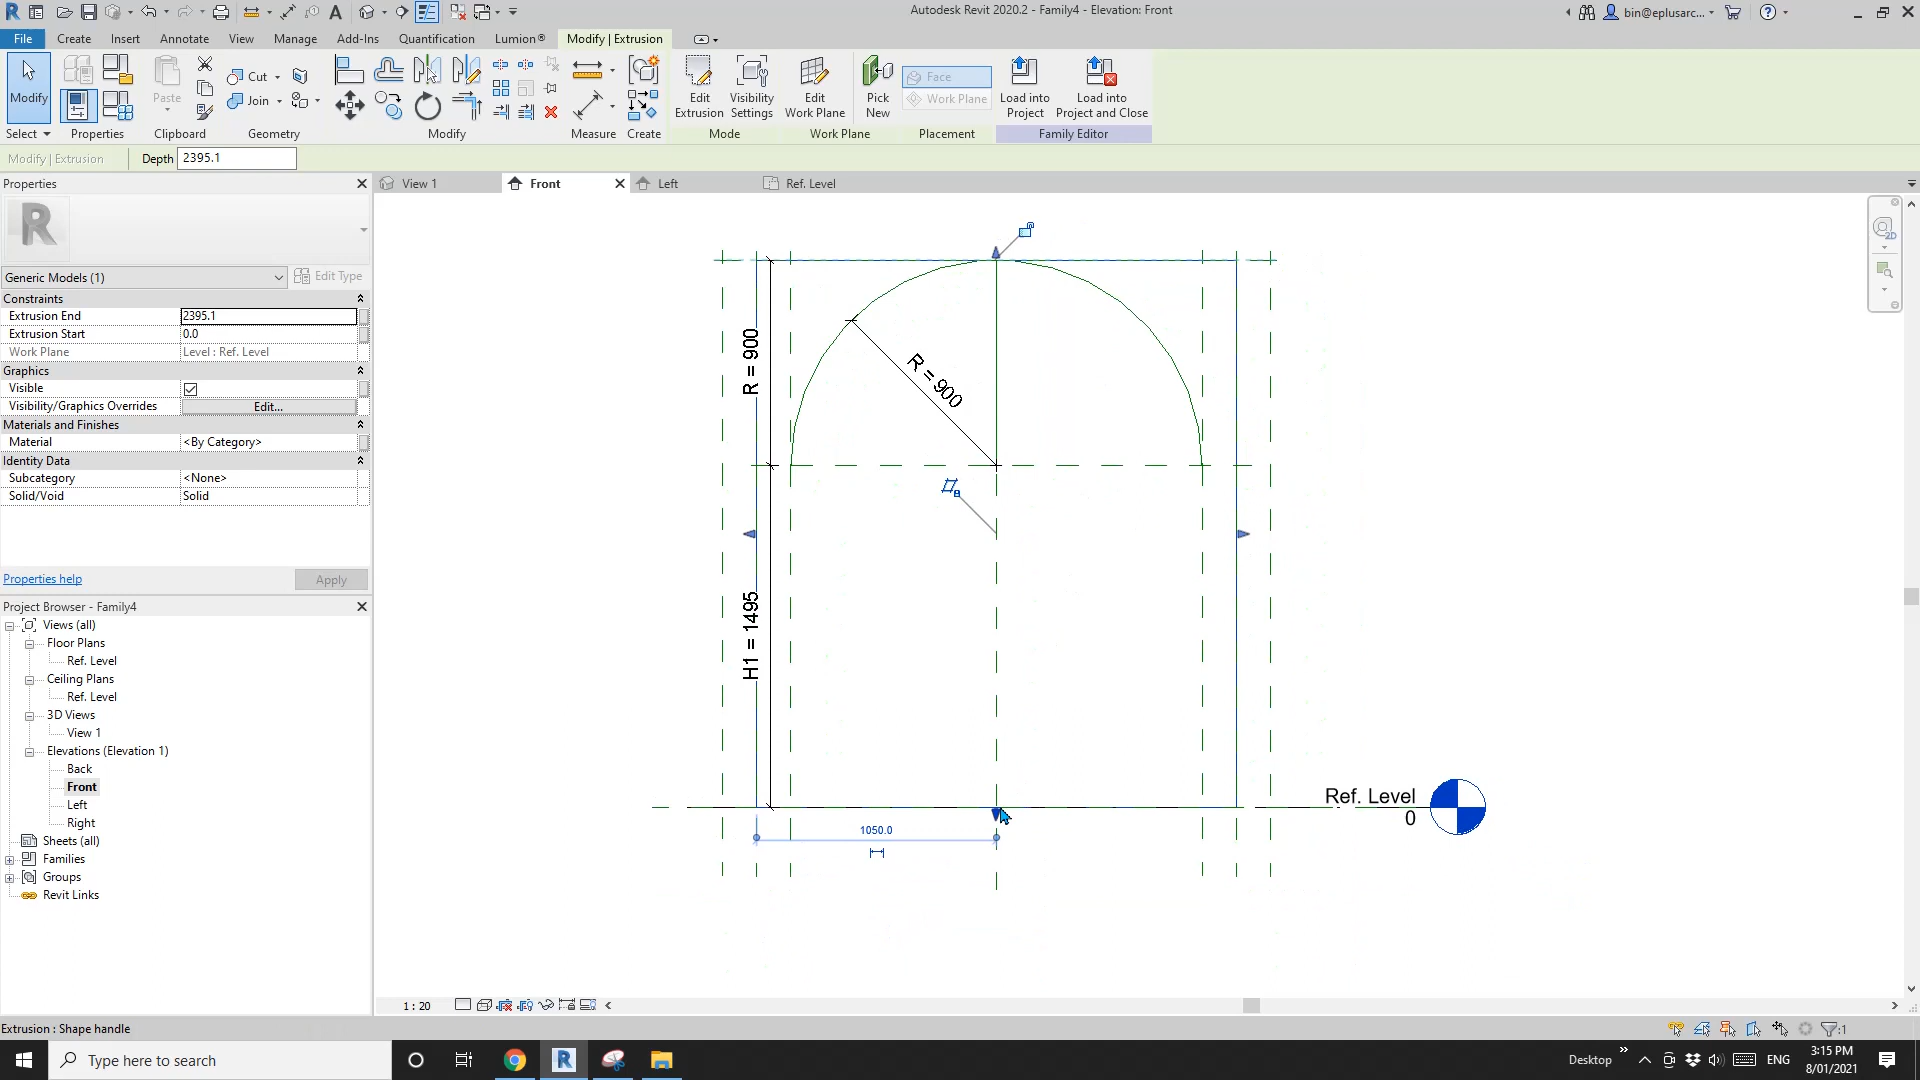 Autodesk Revit 2020.2 - Family4 - Elevation: Front
bin@eplusarc...
File Create Insert Annotate View Manage Add-Ins Quantification Lumion® Modify | Extrusion
Modify
Paste
Cut
Join
Edit Extrusion
Visibility Settings
Edit Work Plane
Pick New
Face
Work Plane
Load into Project
Load into Project and Close
Select Properties Clipboard Geometry Modify Measure Create Mode Work Plane Placement Family Editor
Modify | Extrusion Depth 2395.1
Properties
View 1 Front Left Ref. Level
R
Generic Models (1) Edit Type
Constraints
Extrusion End 2395.1
Extrusion Start 0.0
Work Plane Level : Ref. Level
Graphics
Visible
Visibility/Graphics Overrides Edit...
Materials and Finishes
Material <By Category>
Identity Data
Subcategory <None>
Solid/Void Solid
Properties help Apply
Project Browser - Family4
Views (all)
Floor Plans
Ref. Level
Ceiling Plans
Ref. Level
3D Views
View 1
Elevations (Elevation 1)
Back
Front
Left
Right
Sheets (all)
Families
Groups
Revit Links
R = 900
R = 900
H1 = 1495
1050.0
Ref. Level
0
2D
1 : 20
Extrusion : Shape handle
:1
Type here to search
Desktop
ENG
3:15 PM
8/01/2021